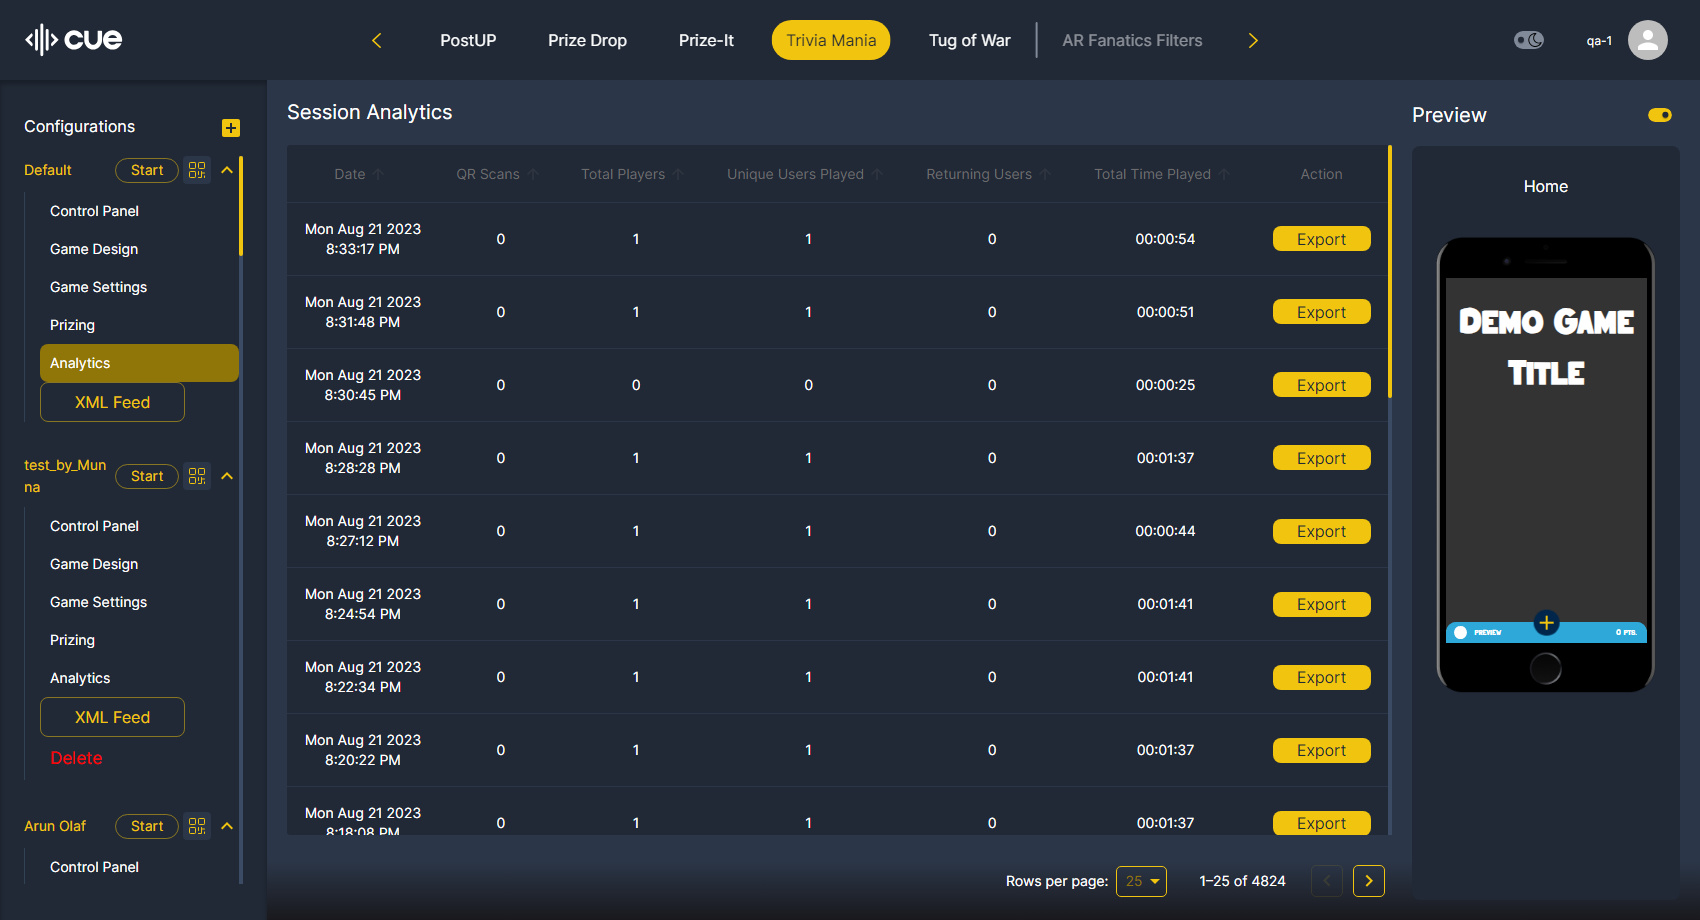 cue
PostUP
Prize Drop
Prize-It
Trivia Mania
Tug of War
AR Fanatics Filters
qa-1
Configurations
Default
Start
Control Panel
Game Design
Game Settings
Prizing
Analytics
XML Feed
test_by_Mun
na
Start
Control Panel
Game Design
Game Settings
Prizing
Analytics
XML Feed
Delete
Arun Olaf
Start
Control Panel
Session Analytics
Date QR Scans Total Players Unique Users Played Returning Users Total Time Played Action
Mon Aug 21 2023
8:33:17 PM
0 1 1 0 00:00:54 Export
Mon Aug 21 2023
8:31:48 PM
0 1 1 0 00:00:51 Export
Mon Aug 21 2023
8:30:45 PM
0 0 0 0 00:00:25 Export
Mon Aug 21 2023
8:28:28 PM
0 1 1 0 00:01:37 Export
Mon Aug 21 2023
8:27:12 PM
0 1 1 0 00:00:44 Export
Mon Aug 21 2023
8:24:54 PM
0 1 1 0 00:01:41 Export
Mon Aug 21 2023
8:22:34 PM
0 1 1 0 00:01:41 Export
Mon Aug 21 2023
8:20:22 PM
0 1 1 0 00:01:37 Export
Mon Aug 21 2023
8:18:08 PM
0 1 1 0 00:01:37 Export
Rows per page: 25 1–25 of 4824
Preview
Home
Demo Game
Title
PREVIEW
0 PTS.